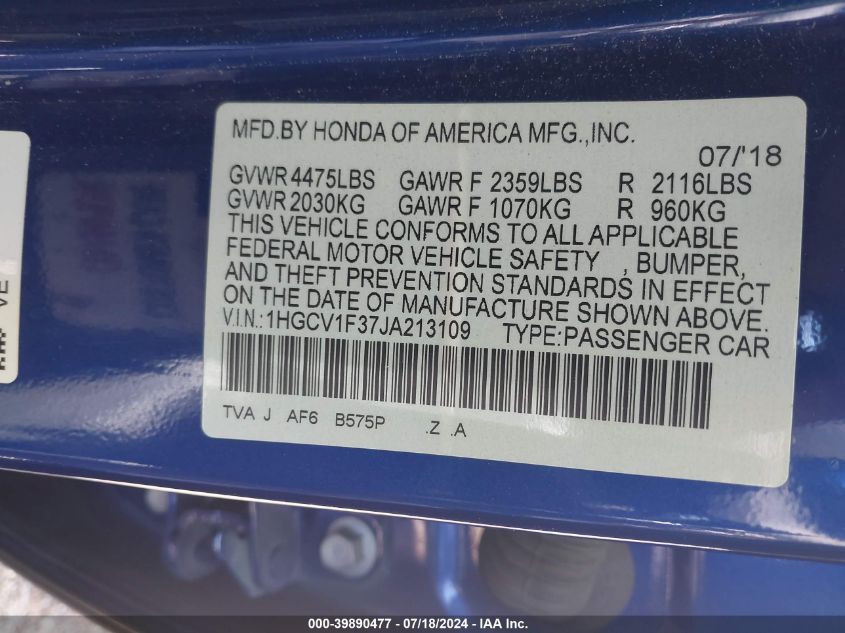 MFD.BY HONDA OF AMERICA MFG.,INC.
07/'18
GVWR 4475LBS GAWR F 2359LBS R 2116LBS
GVWR 2030KG GAWR F 1070KG R 960KG
THIS VEHICLE CONFORMS TO ALL APPLICABLE
FEDERAL MOTOR VEHICLE SAFETY , BUMPER,
AND THEFT PREVENTION STANDARDS IN EFFECT
ON THE DATE OF MANUFACTURE SHOWN ABOVE.
V.I.N.:1HGCV1F37JA213109 TYPE:PASSENGER CAR
TVA J AF6 B575P .Z .A
VE
000-39890477 — 07/18/2024 — IAA Inc.